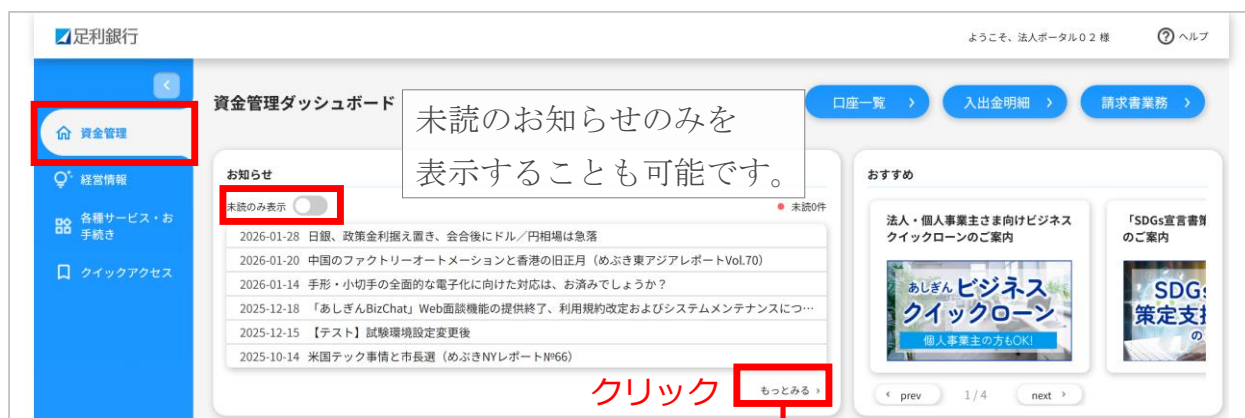 足利銀行
ようこそ、法人ポータル０２様
ヘルプ
資金管理
経営情報
各種サービス・お
手続き
クイックアクセス
資金管理ダッシュボード
未読のお知らせのみを
表示することも可能です。
口座一覧
入出金明細
請求書業務
お知らせ
未読のみ表示
未読0件
2026-01-28 日銀、政策金利据え置き、会合後にドル／円相場は急落
2026-01-20 中国のファクトリーオートメーションと香港の旧正月（めぶき東アジアレポートVol.70）
2026-01-14 手形・小切手の全面的な電子化に向けた対応は、お済みでしょうか？
2025-12-18 「あしぎんBizChat」Web面談機能の提供終了、利用規約改定およびシステムメンテナンスにつ…
2025-12-15 【テスト】試験環境設定変更後
2025-10-14 米国テック事情と市長選（めぶきNYレポート№66）
クリック
もっとみる ›
おすすめ
法人・個人事業主さま向けビジネス
クイックローンのご案内
あしぎんビジネス
クイックローン
個人事業主の方もOK!
「SDGs宣言書策
のご案内
SDGs
策定支援
の
‹ prev
1/4
next ›